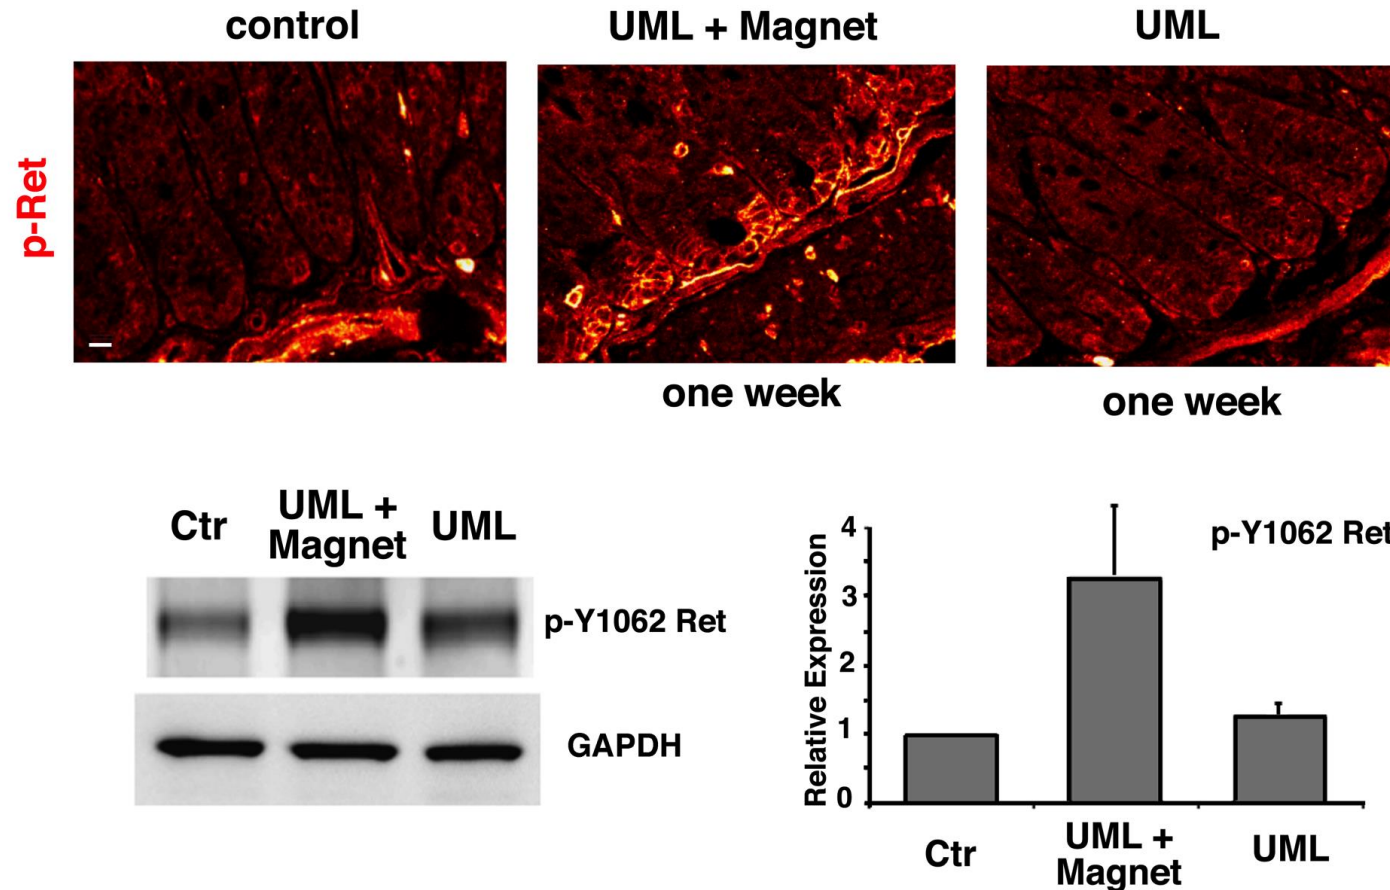 control
UML + Magnet
UML
p-Ret
one week
one week
Ctr
UML +
Magnet
UML
p-Y1062 Ret
GAPDH
p-Y1062 Ret
Relative Expression
4
3
2
1
0
Ctr
UML +
Magnet
UML